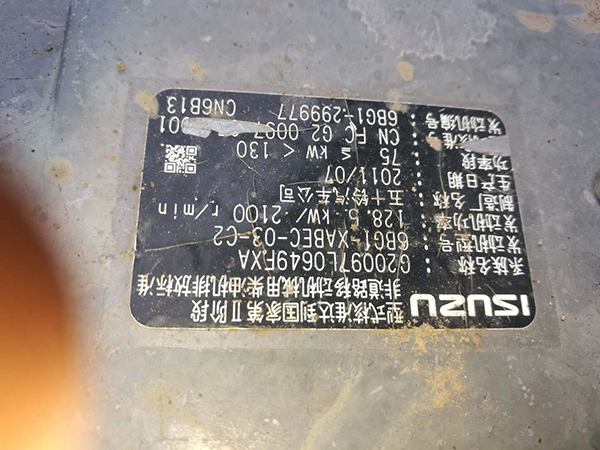 ISUZU
型式核准达到国家第Ⅱ阶段
非道路移动机械用柴油机排放标准
系族名称 : G20097L0649FXA
发动机型号 : 6BG1-XABEC-03-C2
发动机功率 : 128.5 kW/2100 r/min
制造厂名称 : 五十铃汽车公司
生产日期 : 2011/07
功率段 : 75 ≤ kW < 130
CN FC G2 0097 001
发动机编号 : 6BG1-299977 CN6B13